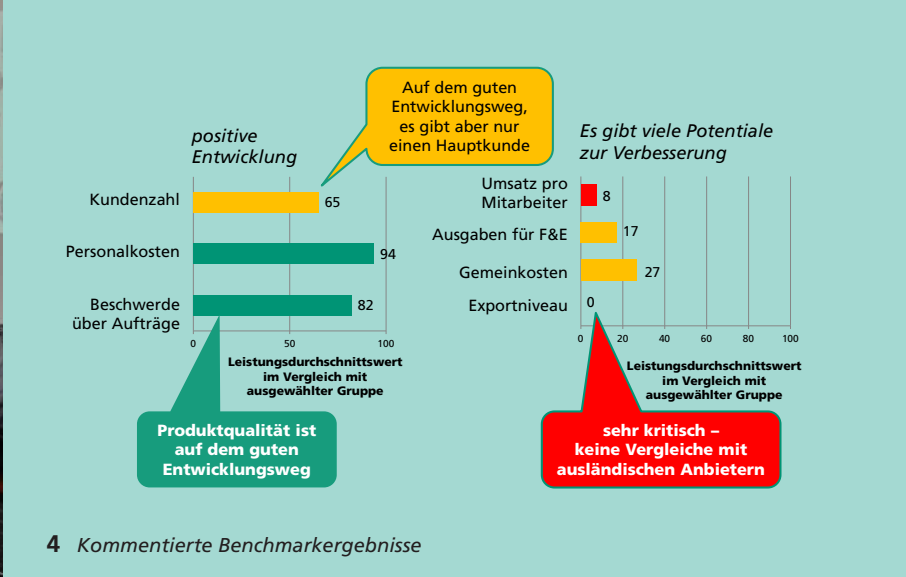 Auf dem guten
Entwicklungsweg,
es gibt aber nur
einen Hauptkunde
positive
Entwicklung
Kundenzahl
65
Personalkosten
94
Beschwerde
über Aufträge
82
0 50 100
Leistungsdurchschnittswert
im Vergleich mit
ausgewählter Gruppe
Produktqualität ist
auf dem guten
Entwicklungsweg
Es gibt viele Potentiale
zur Verbesserung
Umsatz pro
Mitarbeiter
8
Ausgaben für F&E
17
Gemeinkosten
27
Exportniveau
0
0 20 40 60 80 100
Leistungsdurchschnittswert
im Vergleich mit
ausgewählter Gruppe
sehr kritisch –
keine Vergleiche mit
ausländischen Anbietern
4 Kommentierte Benchmarkergebnisse